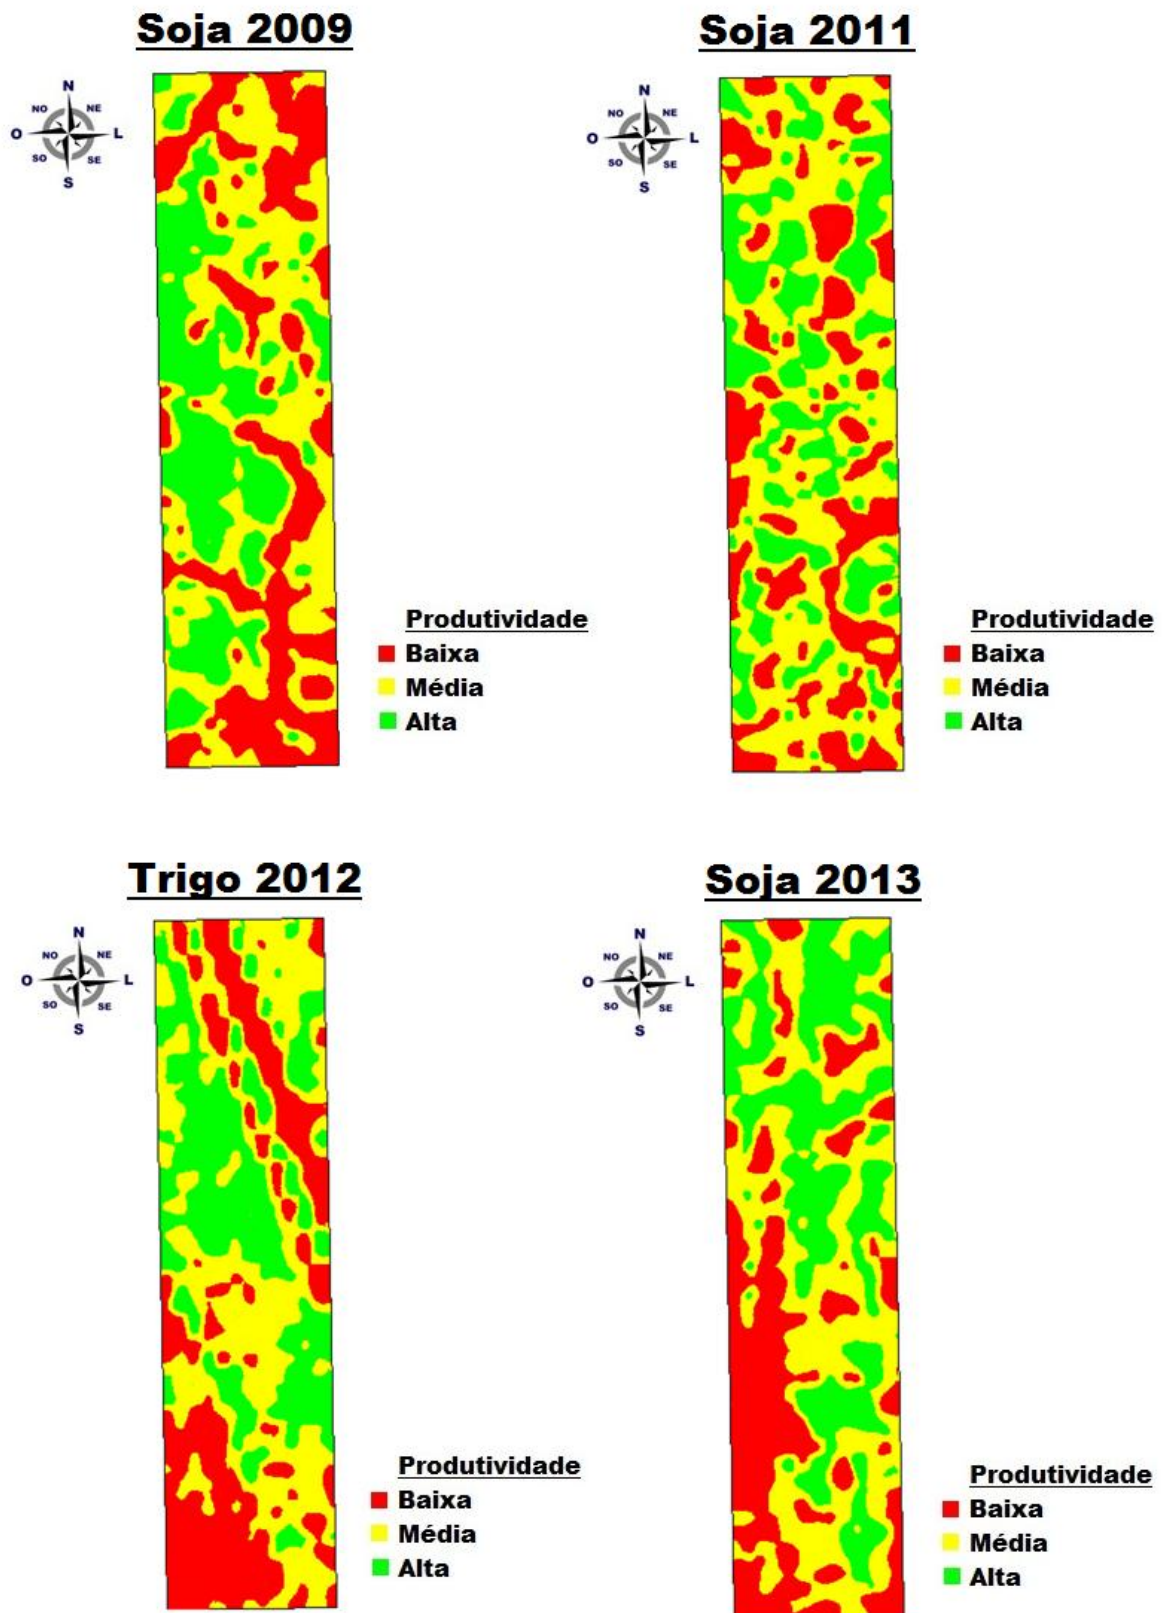 Soja 2009
N
NO
NE
O
L
SO
SE
S
Produtividade
Baixa
Média
Alta
Soja 2011
N
NO
NE
O
L
SO
SE
S
Produtividade
Baixa
Média
Alta
Trigo 2012
N
NO
NE
O
L
SO
SE
S
Produtividade
Baixa
Média
Alta
Soja 2013
N
NO
NE
O
L
SO
SE
S
Produtividade
Baixa
Média
Alta